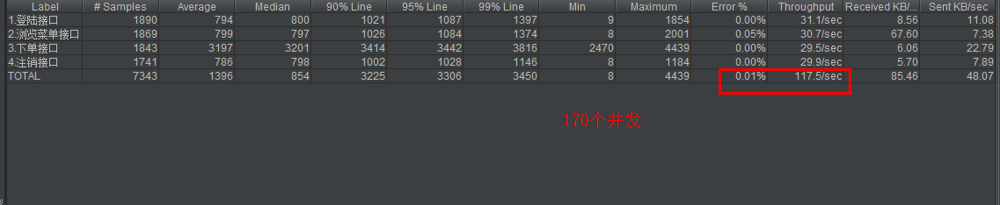 Label # Samples Average Median 90% Line 95% Line 99% Line Min Maximum Error % Throughput Received KB/... Sent KB/sec
1.登陆接口 1890 794 800 1021 1087 1397 9 1854 0.00% 31.1/sec 8.56 11.08
2.浏览菜单接口 1869 799 797 1026 1084 1374 8 2001 0.05% 30.7/sec 67.60 7.38
3.下单接口 1843 3197 3201 3414 3442 3816 2470 4439 0.00% 29.5/sec 6.06 22.79
4.注销接口 1741 786 798 1002 1028 1146 8 1184 0.00% 29.9/sec 5.70 7.89
TOTAL 7343 1396 854 3225 3306 3450 8 4439 0.01% 117.5/sec 85.46 48.07
170个并发